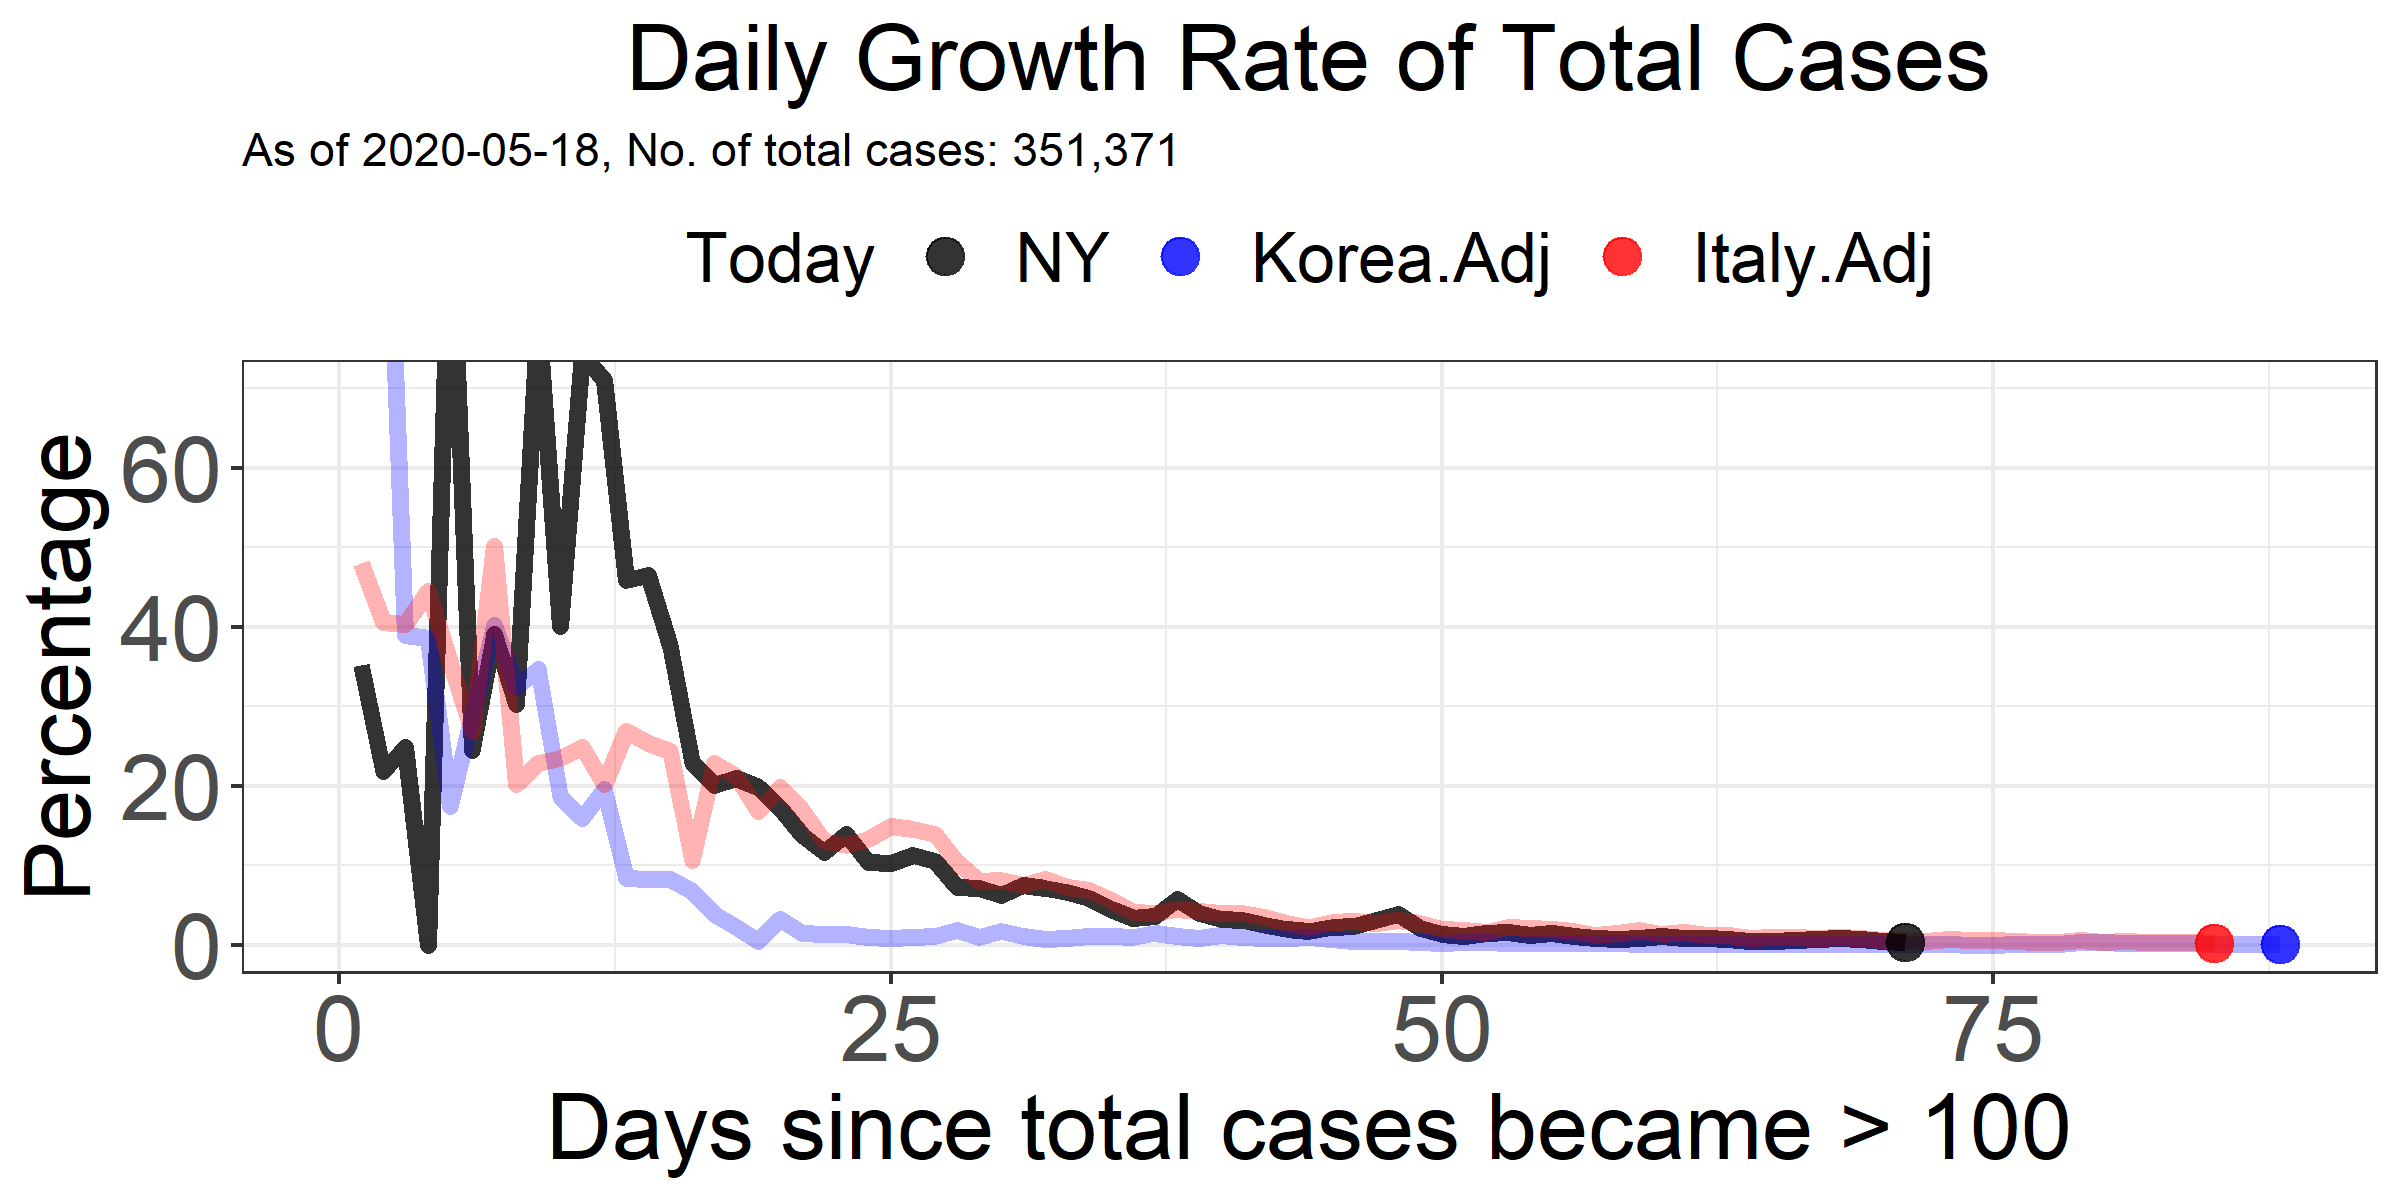 Daily Growth Rate of Total Cases
As of 2020-05-18, No. of total cases: 351,371
Today NY Korea.Adj Italy.Adj
Percentage
60
40
20
0
0 25 50 75
Days since total cases became > 100